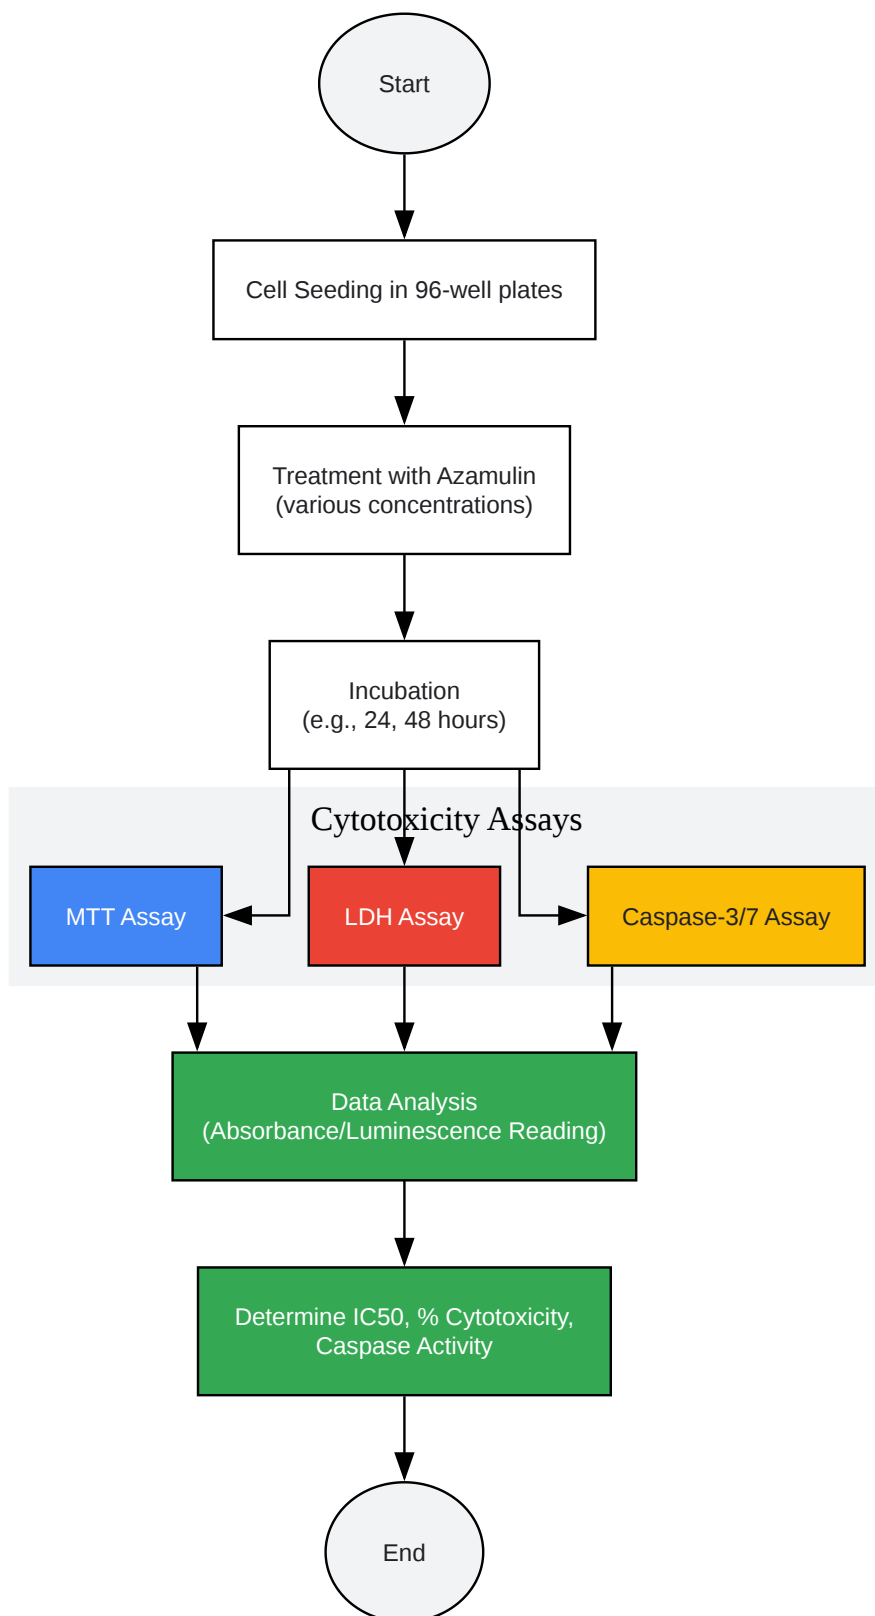 Start
Cell Seeding in 96-well plates
Treatment with Azamulin
(various concentrations)
Incubation
(e.g., 24, 48 hours)
Cytotoxicity Assays
MTT Assay
LDH Assay
Caspase-3/7 Assay
Data Analysis
(Absorbance/Luminescence Reading)
Determine IC50, % Cytotoxicity,
Caspase Activity
End